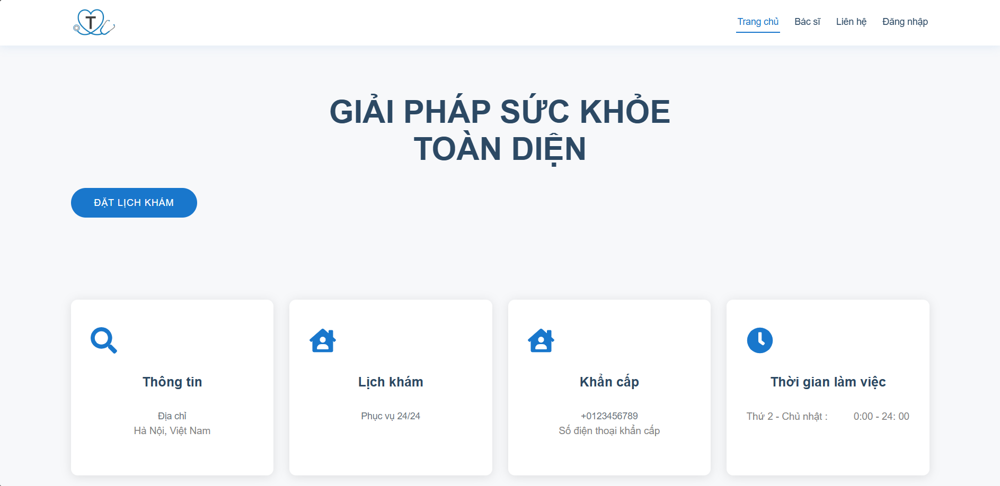 T
Trang chủ
Bác sĩ
Liên hệ
Đăng nhập
GIẢI PHÁP SỨC KHỎE
TOÀN DIỆN
ĐẶT LỊCH KHÁM
Thông tin
Địa chỉ
Hà Nội, Việt Nam
Lịch khám
Phục vụ 24/24
Khẩn cấp
+0123456789
Số điện thoại khẩn cấp
Thời gian làm việc
Thứ 2 - Chủ nhật : 0:00 - 24: 00